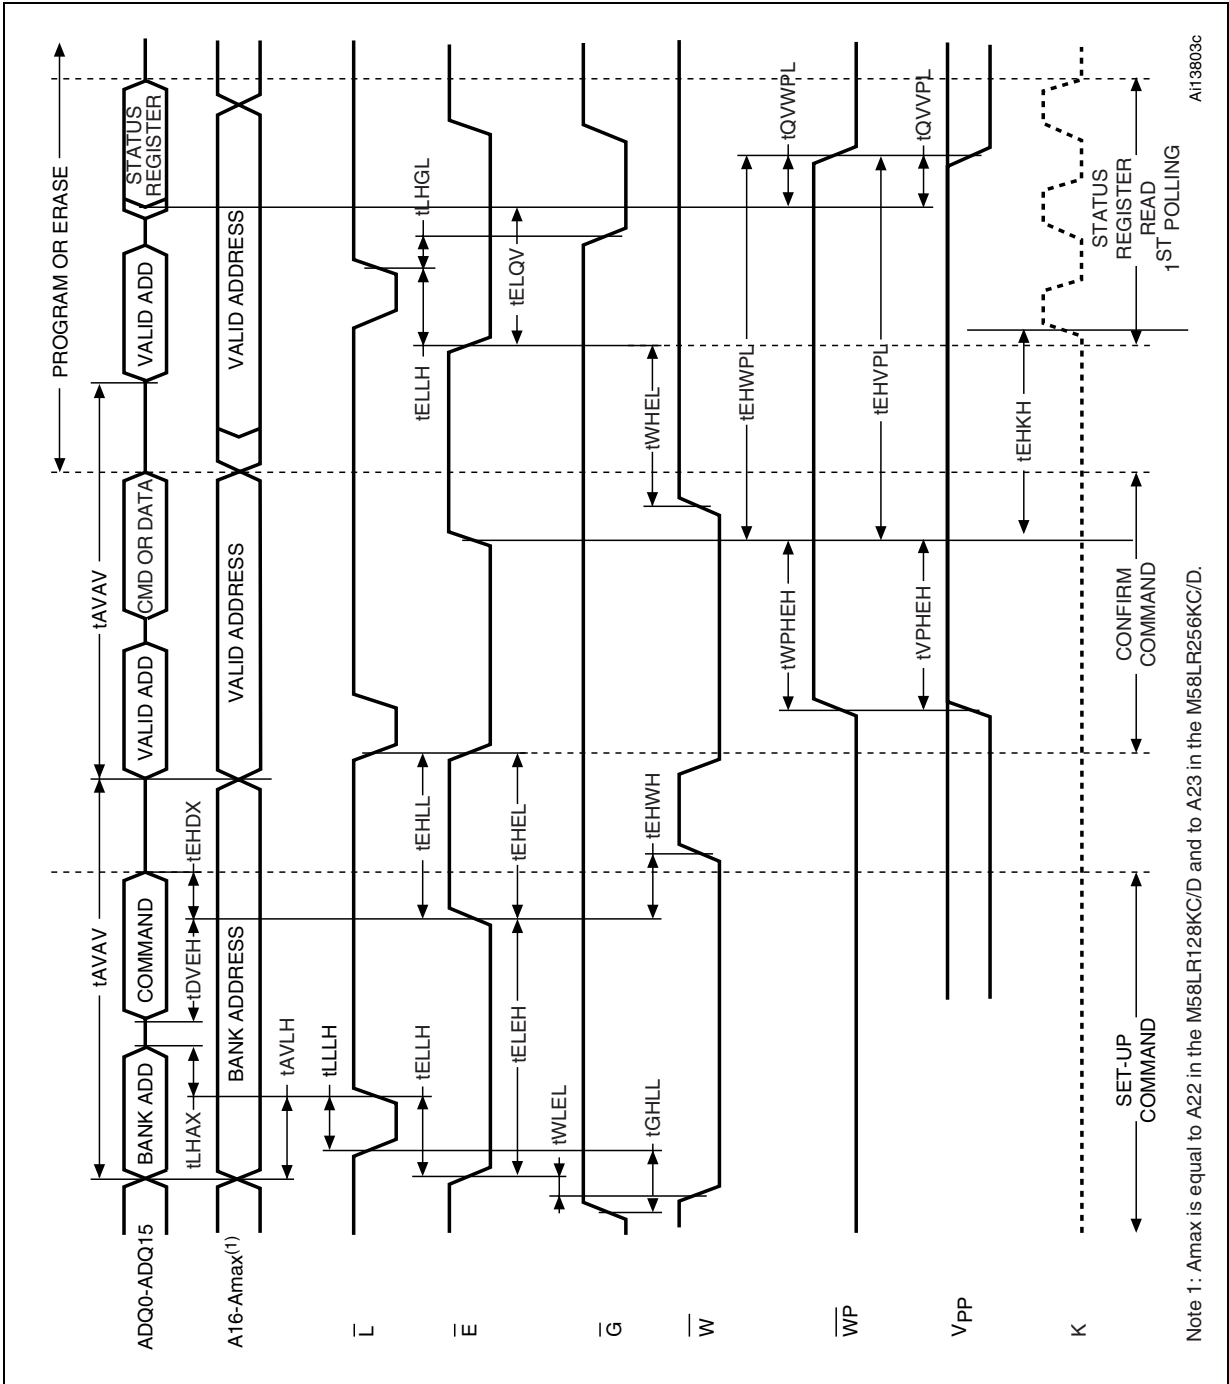 PROGRAM OR ERASE
tAVAV
tAVAV
ADQ0-ADQ15
BANK ADD
COMMAND
VALID ADD
CMD OR DATA
VALID ADD
STATUS
REGISTER
tLHAX
tDVEH
tEHDX
A16-Amax(1)
BANK ADDRESS
VALID ADDRESS
VALID ADDRESS
tAVLH
tLLLH
L
tELLH
tEHLL
tELLH
tLHGL
E
tELEH
tEHEL
tELQV
tWLEL
G
tGHLL
tEHWH
tWHEL
W
tEHWPL
tWPHEH
tQVWPL
WP
tEHVPL
tVPHEH
tQVVPL
VPP
tEHKH
K
SET-UP
COMMAND
CONFIRM
COMMAND
STATUS
REGISTER
READ
1ST POLLING
Note 1: Amax is equal to A22 in the M58LR128KC/D and to A23 in the M58LR256KC/D.
Ai13803c